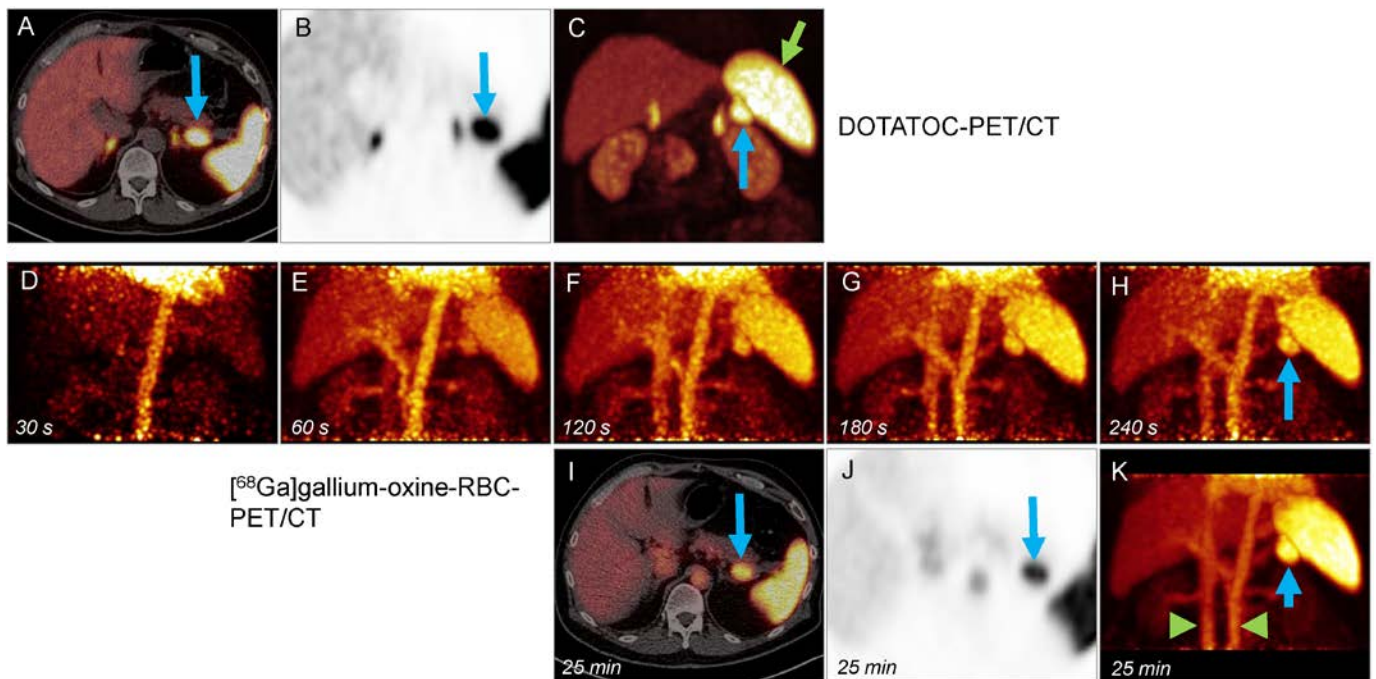 A
B
C
DOTATOC-PET/CT
D
E
F
G
H
30 s
60 s
120 s
180 s
240 s
[⁶⁸Ga]gallium-oxine-RBC-
PET/CT
I
J
K
25 min
25 min
25 min